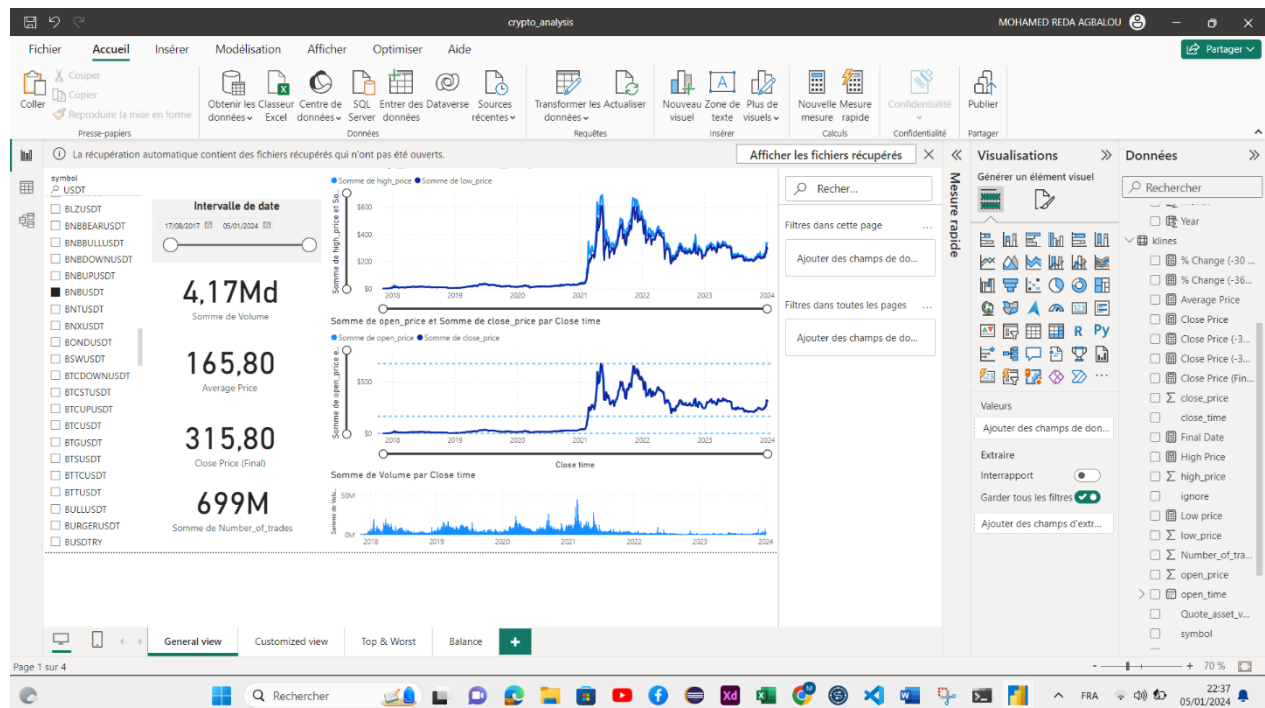 crypto_analysis
MOHAMED REDA AGBALOU
Fichier Accueil Insérer Modélisation Afficher Optimiser Aide
Partager
Coller
Couper
Copier
Reproduire la mise en forme
Presse-papiers
Obtenir les données
Classeur Excel
Centre de données
SQL Server
Entrer des données
Dataverse
Sources récentes
Données
Transformer les données
Actualiser
Requêtes
Nouveau visuel
Zone de texte
Plus de visuels
Insérer
Nouvelle mesure
Mesure rapide
Calculs
Confidentialité
Confidentialité
Publier
Partager
La récupération automatique contient des fichiers récupérés qui n'ont pas été ouverts.
Afficher les fichiers récupérés
symbol
USDT
BLZUSDT
BNBBEARUSDT
BNBBULLUSDT
BNBDOWNUSDT
BNBUPUSDT
BNBUSDT
BNTUSDT
BNXUSDT
BONDUSDT
BSWUSDT
BTCDOWNUSDT
BTCSTUSDT
BTCUPUSDT
BTCUSDT
BTGUSDT
BTSUSDT
BTTCUSDT
BTTUSDT
BULLUSDT
BURGERUSDT
BUSDTRY
Intervalle de date
17/08/2017 05/01/2024
4,17Md
Somme de Volume
165,80
Average Price
315,80
Close Price (Final)
699M
Somme de Number_of_trades
Somme de high_price Somme de low_price
Somme de high_price et So...
$600
$400
$200
$0
2018 2019 2020 2021 2022 2023 2024
Somme de open_price et Somme de close_price par Close time
Somme de open_price Somme de close_price
Somme de open_price e...
$500
$0
2018 2019 2020 2021 2022 2023 2024
Close time
Somme de Volume par Close time
Somme de Volu...
50M
0M
2018 2019 2020 2021 2022 2023 2024
Recher...
Filtres dans cette page ...
Ajouter des champs de do...
Filtres dans toutes les pages ...
Ajouter des champs de do...
Mesure rapide
Visualisations
Générer un élément visuel
R Py
123
Valeurs
Ajouter des champs de don...
Extraire
Interrapport
Garder tous les filtres
Ajouter des champs d'extr...
Données
Rechercher
Year
klines
% Change (-30 ...
% Change (-36...
Average Price
Close Price
Close Price (-3...
Close Price (-3...
Close Price (Fin...
close_price
close_time
Final Date
High Price
high_price
ignore
Low price
low_price
Number_of_tra...
open_price
open_time
Quote_asset_v...
symbol
General view Customized view Top & Worst Balance +
Page 1 sur 4
- + 70 %
Rechercher
Xd
FRA
22:37
05/01/2024